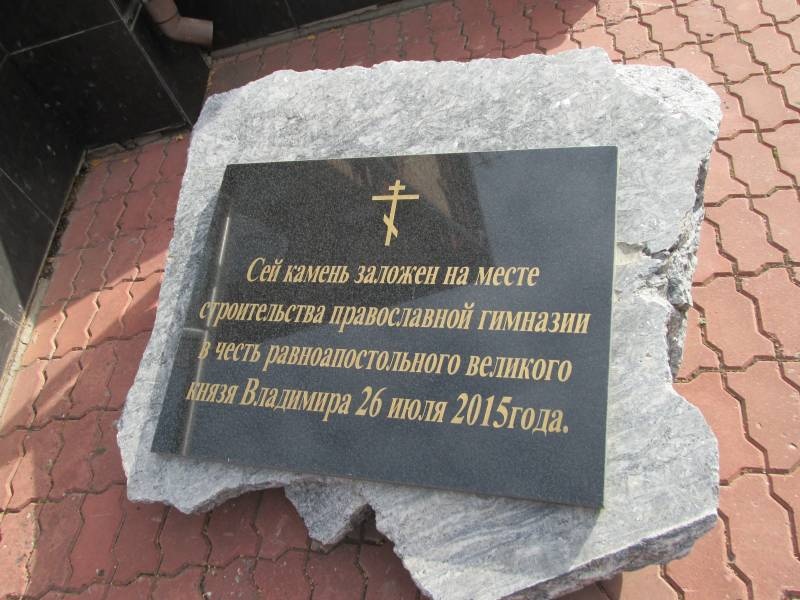 Сей камень заложен на месте
строительства православной гимназии
в честь равноапостольного великого
князя Владимира 26 июля 2015года.